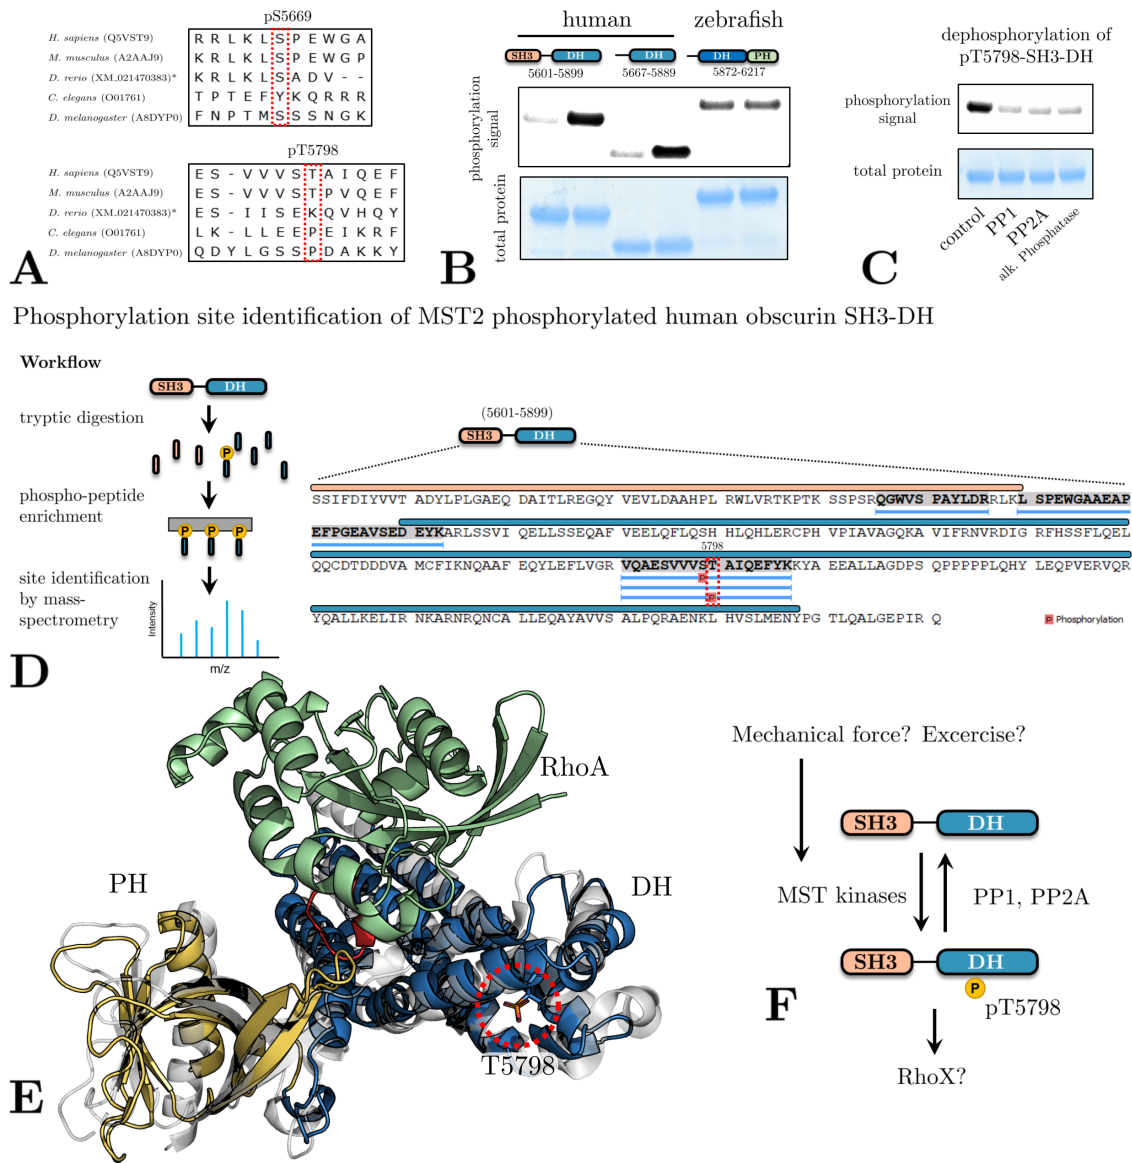 pS5669
H. sapiens (Q5VST9) R R L K L S P E W G A
M. musculus (A2AAJ9) K R L K L S P E W G P
D. rerio (XM_021470383)* K R L K L S A D V - -
C. elegans (O01761) T P T E F Y K Q R R R
D. melanogaster (A8DYP0) F N P T M S S S N G K
pT5798
H. sapiens (Q5VST9) E S - V V V S T A I Q E F
M. musculus (A2AAJ9) E S - V V V S T P V Q E F
D. rerio (XM_021470383)* E S - I I S E K Q V H Q Y
C. elegans (O01761) L K - L L E E P E I K R F
D. melanogaster (A8DYP0) Q D Y L G S S P D A K K Y
A
human zebrafish
SH3 DH DH DH PH
5601-5899 5667-5889 5872-6217
phosphorylation
signal
total protein
B
dephosphorylation of
pT5798-SH3-DH
phosphorylation
signal
total protein
control PP1 PP2A alk. Phosphatase
C
Phosphorylation site identification of MST2 phosphorylated human obscurin SH3-DH
Workflow
SH3 DH
tryptic digestion
P
phospho-peptide
enrichment
P P P
site identification
by mass-
spectrometry
Intensity
m/z
(5601-5899)
SH3 DH
SSIFDIYVVT ADYLPLGAEQ DAITLREGQY VEVLDAAHPL RWLVRTKPTK SSPSRQGWVS PAYLDRRLKL SPEWGAAEAP
EFPGEAVSED EYKARLSSVI QELLSSEQAF VEELQFLQSH HLQHLERCPH VPIAVAGQKA VIFRNVRDIG RFHSSFLQEL
5798
QQCDTDDDVA MCFIKNQAAF EQYLEFLVGR VQAESVVVST AIQEFYKKYA EEALLAGDPS QPPPPPLQHY LEQPVERVQR
P
P
YQALLKELIR NKARNRQNCA LLEQAYAVVS ALPQRAENKL HVSLMENYPG TLQALGEPIR Q
P Phosphorylation
D
RhoA
PH
DH
T5798
E
Mechanical force? Excercise?
SH3 DH
MST kinases PP1, PP2A
SH3 DH
P
pT5798
RhoX?
F